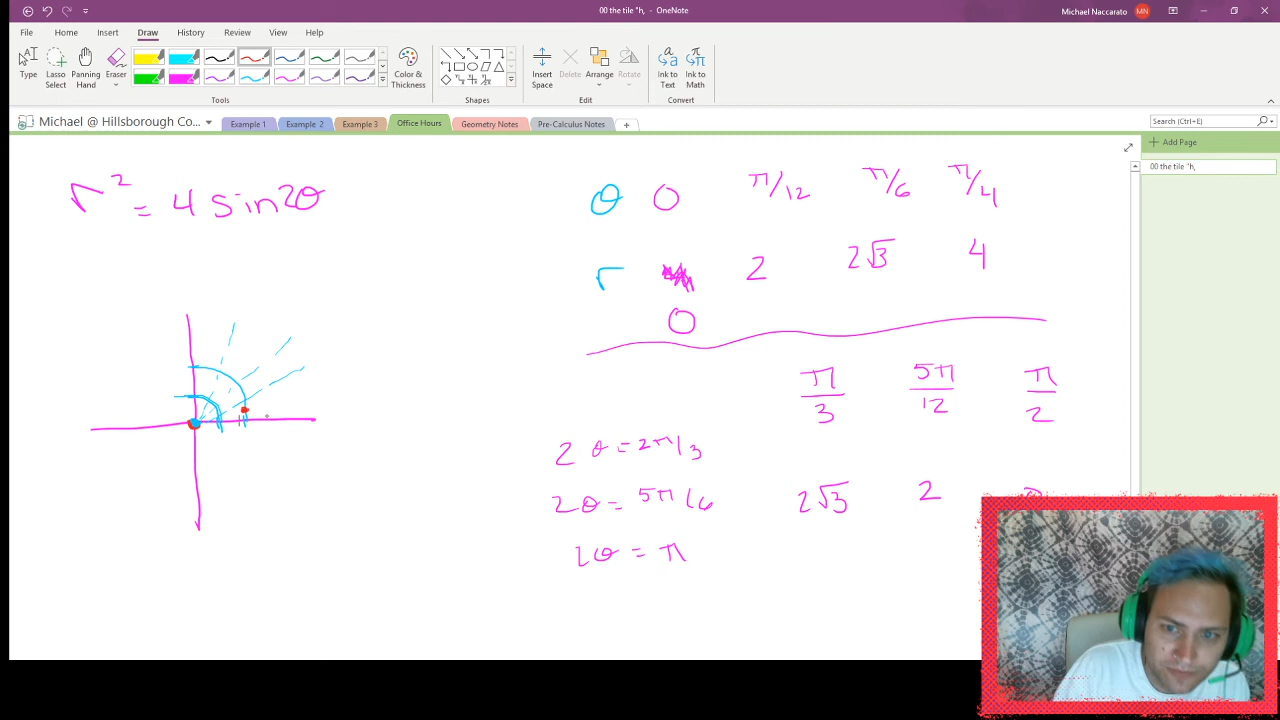 00 the tile "h, - OneNote
Michael Naccarato MN
File Home Insert Draw History Review View Help
Type Lasso Select Panning Hand Eraser Color & Thickness Insert Space Delete Arrange Rotate Ink to Text Ink to Math
Tools Shapes Edit Convert
Michael @ Hillsborough Co... Example 1 Example 2 Example 3 Office Hours Geometry Notes Pre-Calculus Notes + Search (Ctrl+E)
Add Page
00 the tile "h,
r² = 4 sin2θ
θ 0 π/12 π/6 π/4
r 2 2√3 4
0
π/3 5π/12 π/2
2θ = 2π/3
2θ = 5π/6 2√3 2
2θ = π